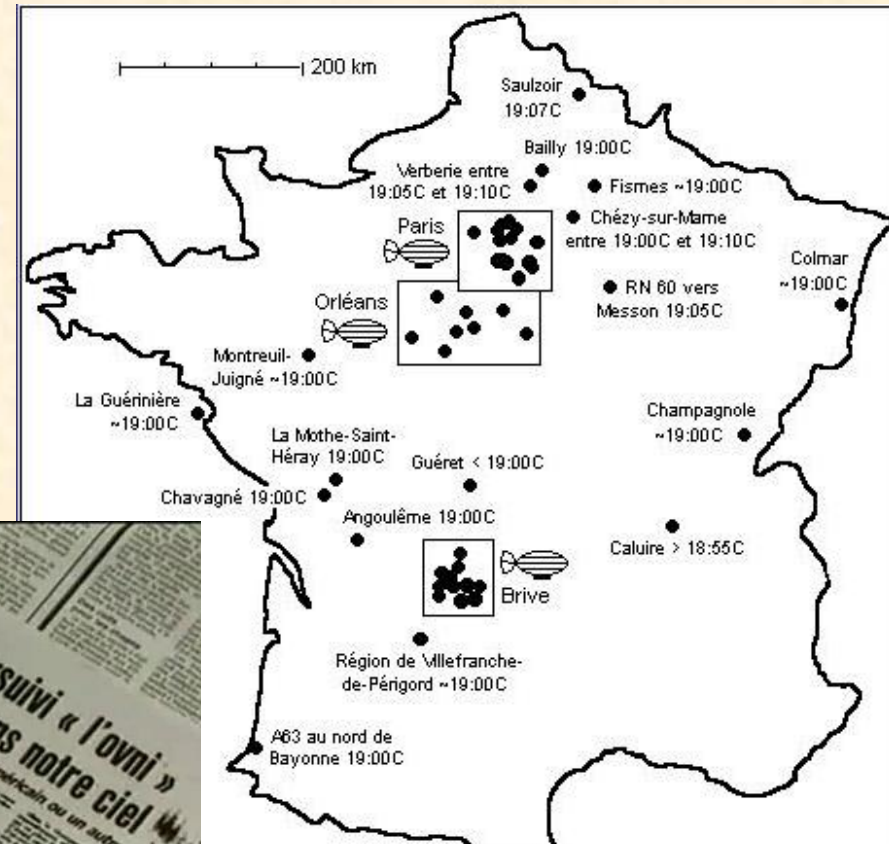 200 km
Saulzoir
19:07C
Bailly 19:00C
Verberie entre
19:05C et 19:10C
Fismes ~19:00C
Paris
Chézy-sur-Marne
entre 19:00C et 19:10C
Colmar
~19:00C
Orléans
RN 60 vers
Messon 19:05C
Montreuil-
Juigné ~19:00C
La Guérinière
~19:00C
Champagnole
~19:00C
La Mothe-Saint-
Héray 19:00C
Guéret < 19:00C
Chavagné 19:00C
Angoulême 19:00C
Caluire > 18:55C
Brive
Région de Villefranche-
de-Périgord ~19:00C
A63 au nord de
Bayonne 19:00C
suivi « l'ovni »
notre ciel
américain ou un